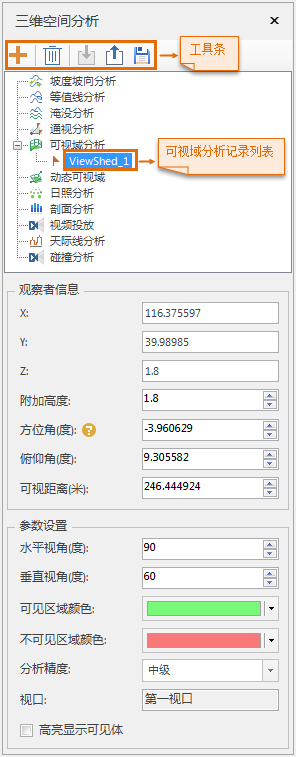 三维空间分析
工具条
坡度坡向分析
等值线分析
淹没分析
通视分析
可视域分析
ViewShed_1
可视域分析记录列表
动态可视域
日照分析
剖面分析
视频投放
天际线分析
碰撞分析
观察者信息
X: 116.375597
Y: 39.98985
Z: 1.8
附加高度: 1.8
方位角(度): ? -3.960629
俯仰角(度): 9.305582
可视距离(米): 246.444924
参数设置
水平视角(度): 90
垂直视角(度): 60
可见区域颜色:
不可见区域颜色:
分析精度: 中级
视口: 第一视口
高亮显示可见体